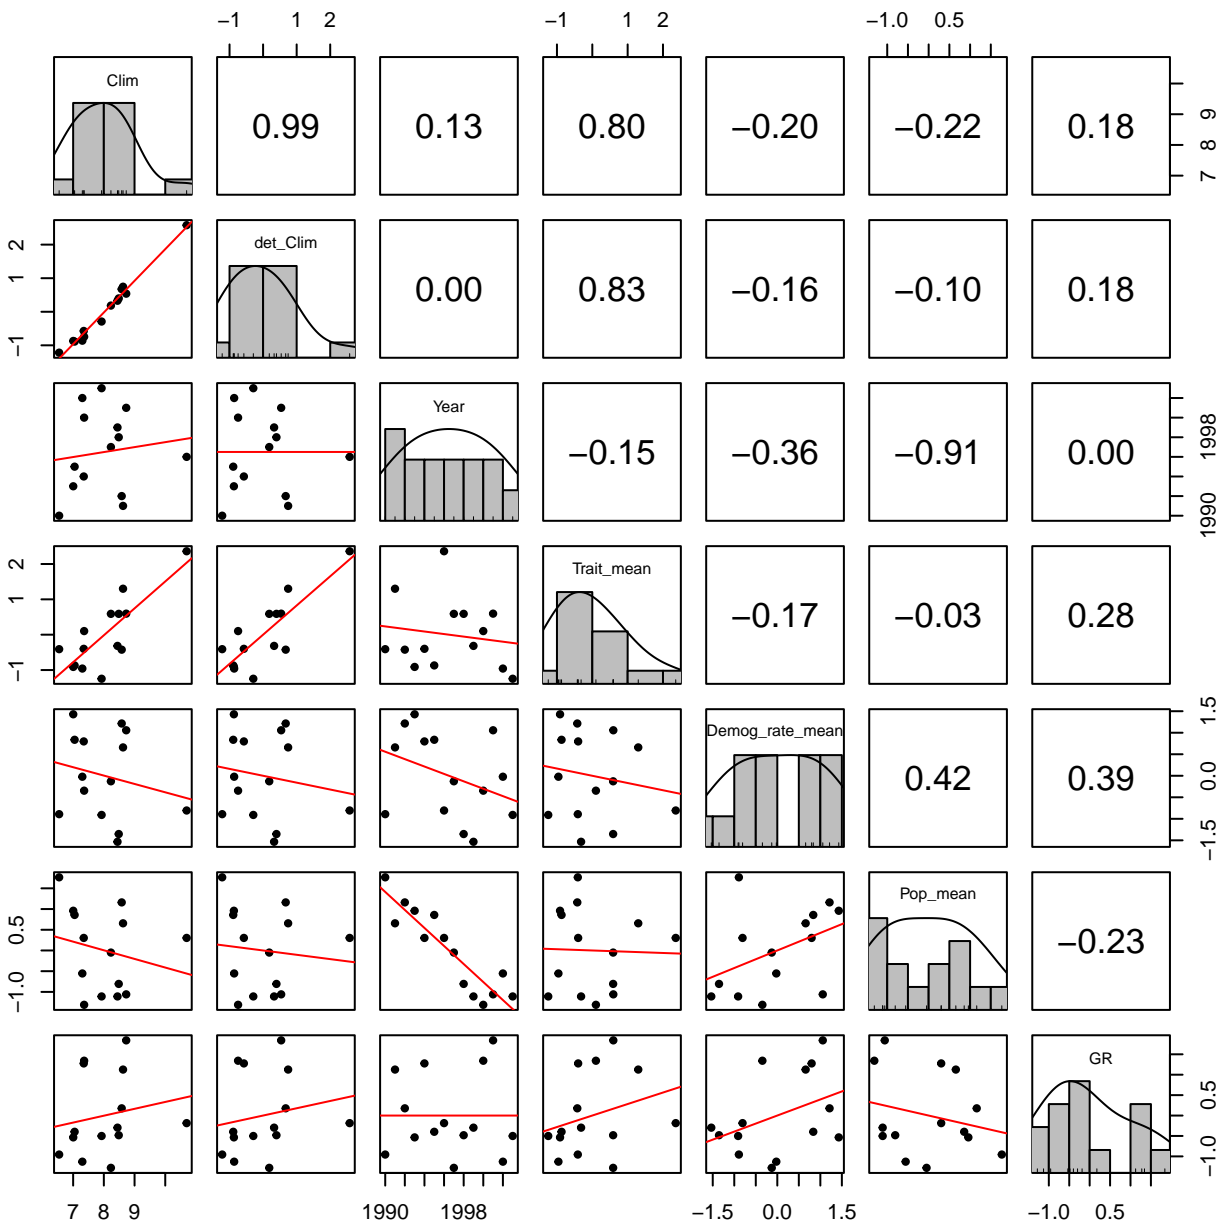 −1 1 2 −1 1 2 −1.0 0.5
Clim 0.99 0.13 0.80 −0.20 −0.22 0.18 7 8 9
−1 1 2 det_Clim 0.00 0.83 −0.16 −0.10 0.18
Year −0.15 −0.36 −0.91 0.00 1990 1998
−1 1 2 Trait_mean −0.17 −0.03 0.28
Demog_rate_mean 0.42 0.39 −1.5 0.0 1.5
−1.0 0.5 Pop_mean −0.23
GR −1.0 0.5
7 8 9 1990 1998 −1.5 0.0 1.5 −1.0 0.5